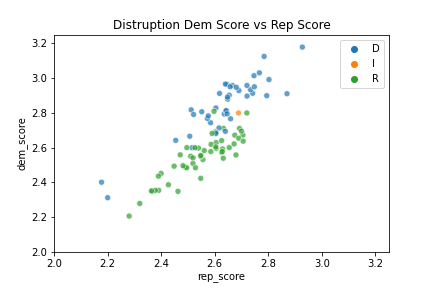 Distruption Dem Score vs Rep Score
3.2
3.0
2.8
2.6
2.4
2.2
2.0
dem_score
D
I
R
2.0 2.2 2.4 2.6 2.8 3.0 3.2
rep_score